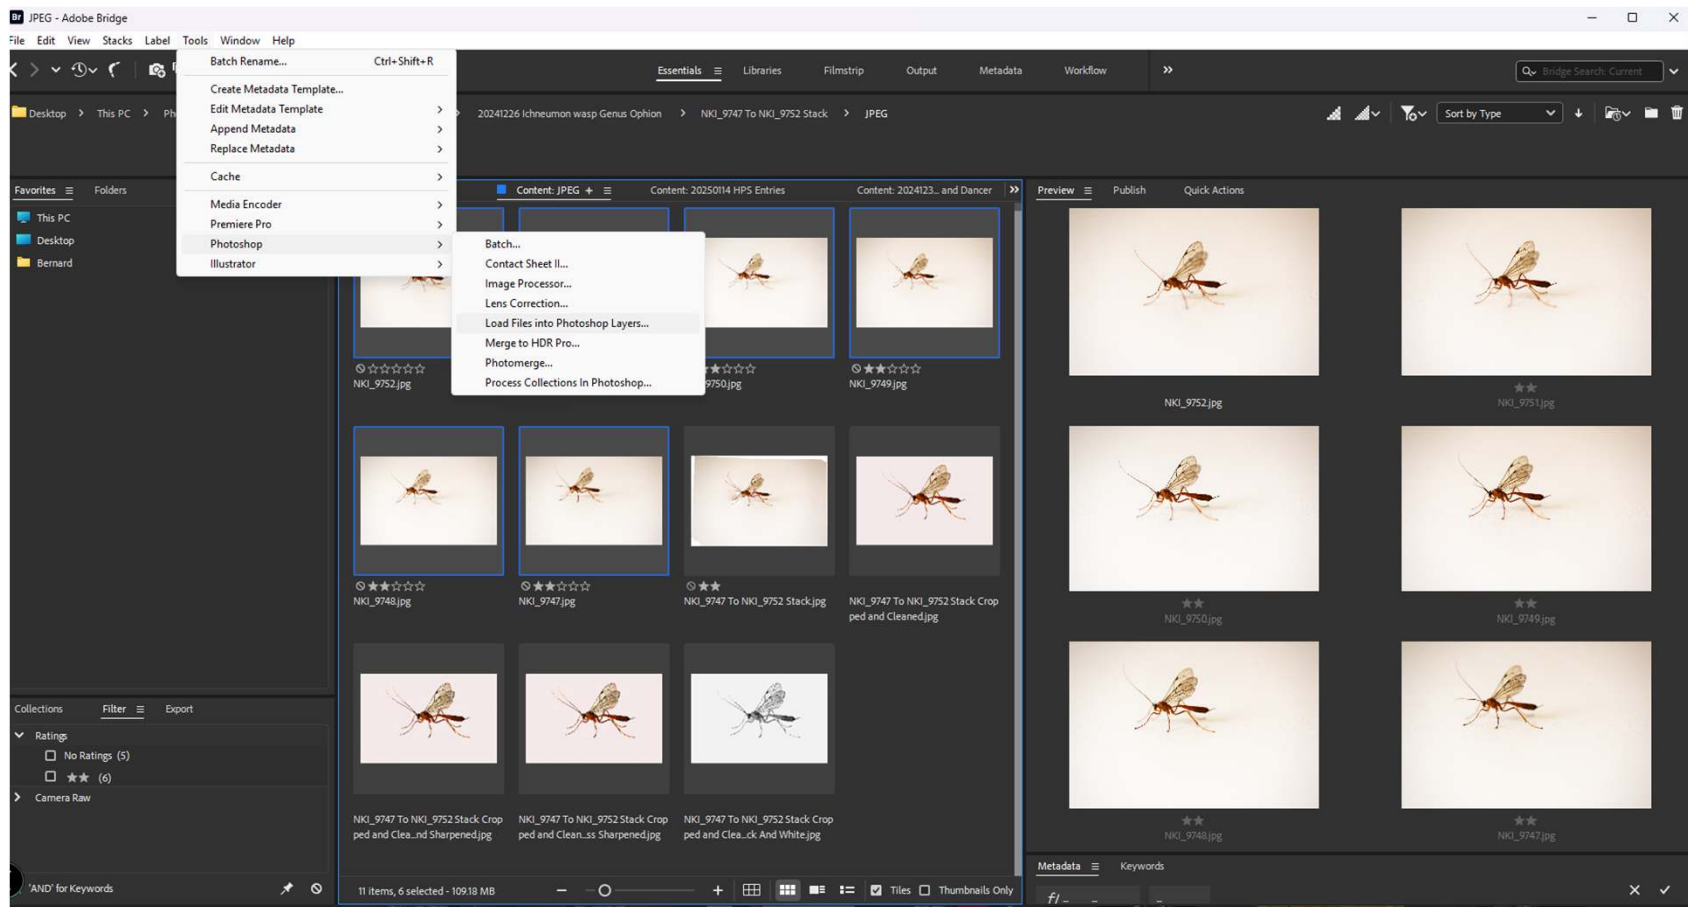 Br JPEG - Adobe Bridge
File Edit View Stacks Label Tools Window Help
Batch Rename... Ctrl+Shift+R
Create Metadata Template...
Edit Metadata Template
Append Metadata
Replace Metadata
Cache
Media Encoder
Premiere Pro
Photoshop
Illustrator
Batch...
Contact Sheet II...
Image Processor...
Lens Correction...
Load Files into Photoshop Layers...
Merge to HDR Pro...
Photomerge...
Process Collections In Photoshop...
Essentials Libraries Filmstrip Output Metadata Workflow
Bridge Search: Current
Desktop This PC 20241226 Ichneumon wasp Genus Ophion NKI_9747 To NKI_9752 Stack JPEG
Sort by Type
Favorites Folders
This PC
Desktop
Bernard
Content: JPEG Content: 20250114 HPS Entries Content: 2024123... and Dancer
NKI_9752.jpg 9750.jpg NKI_9749.jpg
NKI_9748.jpg NKI_9747.jpg NKI_9747 To NKI_9752 Stack.jpg NKI_9747 To NKI_9752 Stack Crop
ped and Cleaned.jpg
NKI_9747 To NKI_9752 Stack Crop NKI_9747 To NKI_9752 Stack Crop NKI_9747 To NKI_9752 Stack Crop
ped and Clea...nd Sharpened.jpg ped and Clean...ss Sharpened.jpg ped and Clea...ck And White.jpg
11 items, 6 selected - 109.18 MB Tiles Thumbnails Only
Preview Publish Quick Actions
NKI_9752.jpg NKI_9751.jpg
NKI_9750.jpg NKI_9749.jpg
NKI_9748.jpg NKI_9747.jpg
Metadata Keywords
f/ -- --
Collections Filter Export
Ratings
No Ratings (5)
(6)
Camera Raw
'AND' for Keywords